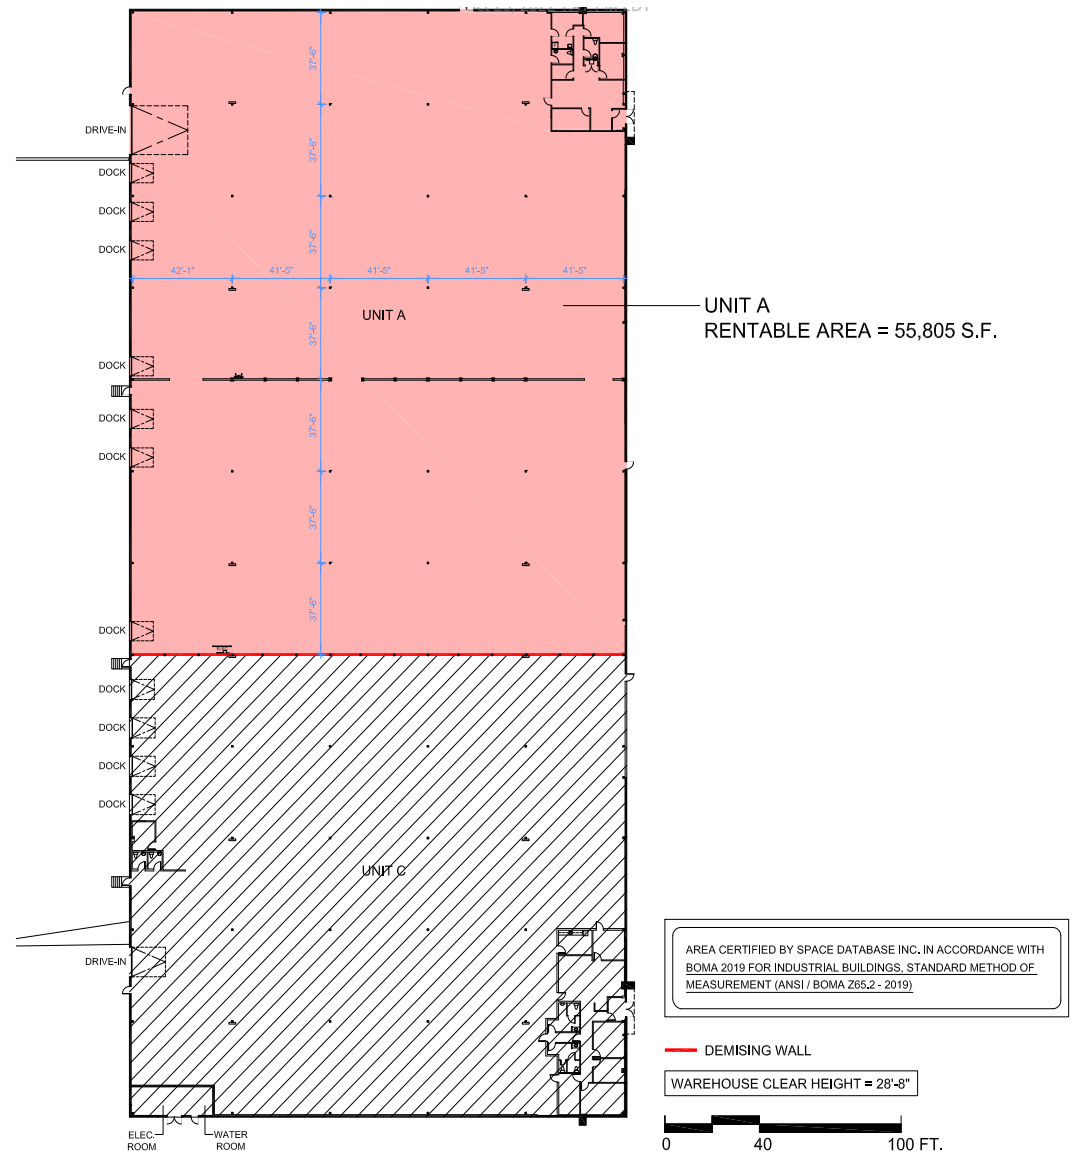 37'-6"
DRIVE-IN
37'-6"
DOCK
DOCK
37'-6"
DOCK
42'-1" 41'-5" 41'-5" 41'-5" 41'-5"
UNIT A
RENTABLE AREA = 55,805 S.F.
UNIT A
37'-6"
DOCK
DOCK
37'-6"
DOCK
37'-6"
37'-6"
DOCK
DOCK
DOCK
DOCK
DOCK
UNIT C
DRIVE-IN
AREA CERTIFIED BY SPACE DATABASE INC. IN ACCORDANCE WITH
BOMA 2019 FOR INDUSTRIAL BUILDINGS, STANDARD METHOD OF
MEASUREMENT (ANSI / BOMA Z65.2 - 2019)
DEMISING WALL
WAREHOUSE CLEAR HEIGHT = 28'-8"
ELEC.
ROOM
WATER
ROOM
0 40 100 FT.